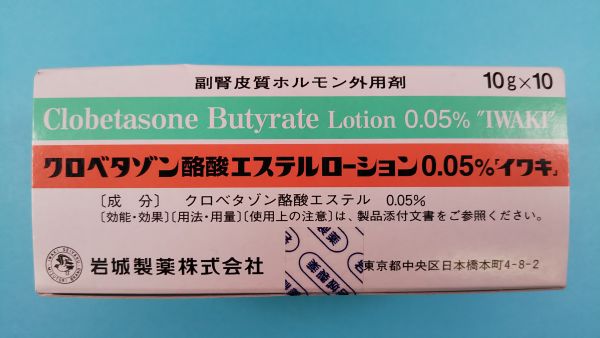 副腎皮質ホルモン外用剤 10g×10
Clobetasone Butyrate Lotion 0.05% "IWAKI"
クロベタゾン酪酸エステルローション0.05%「イワキ」
〔成 分〕 クロベタゾン酪酸エステル 0.05%
〔効能・効果〕〔用法・用量〕〔使用上の注意〕は、製品添付文書をご参照ください。
岩城製薬株式会社 東京都中央区日本橋本町4-8-2
岩城製薬